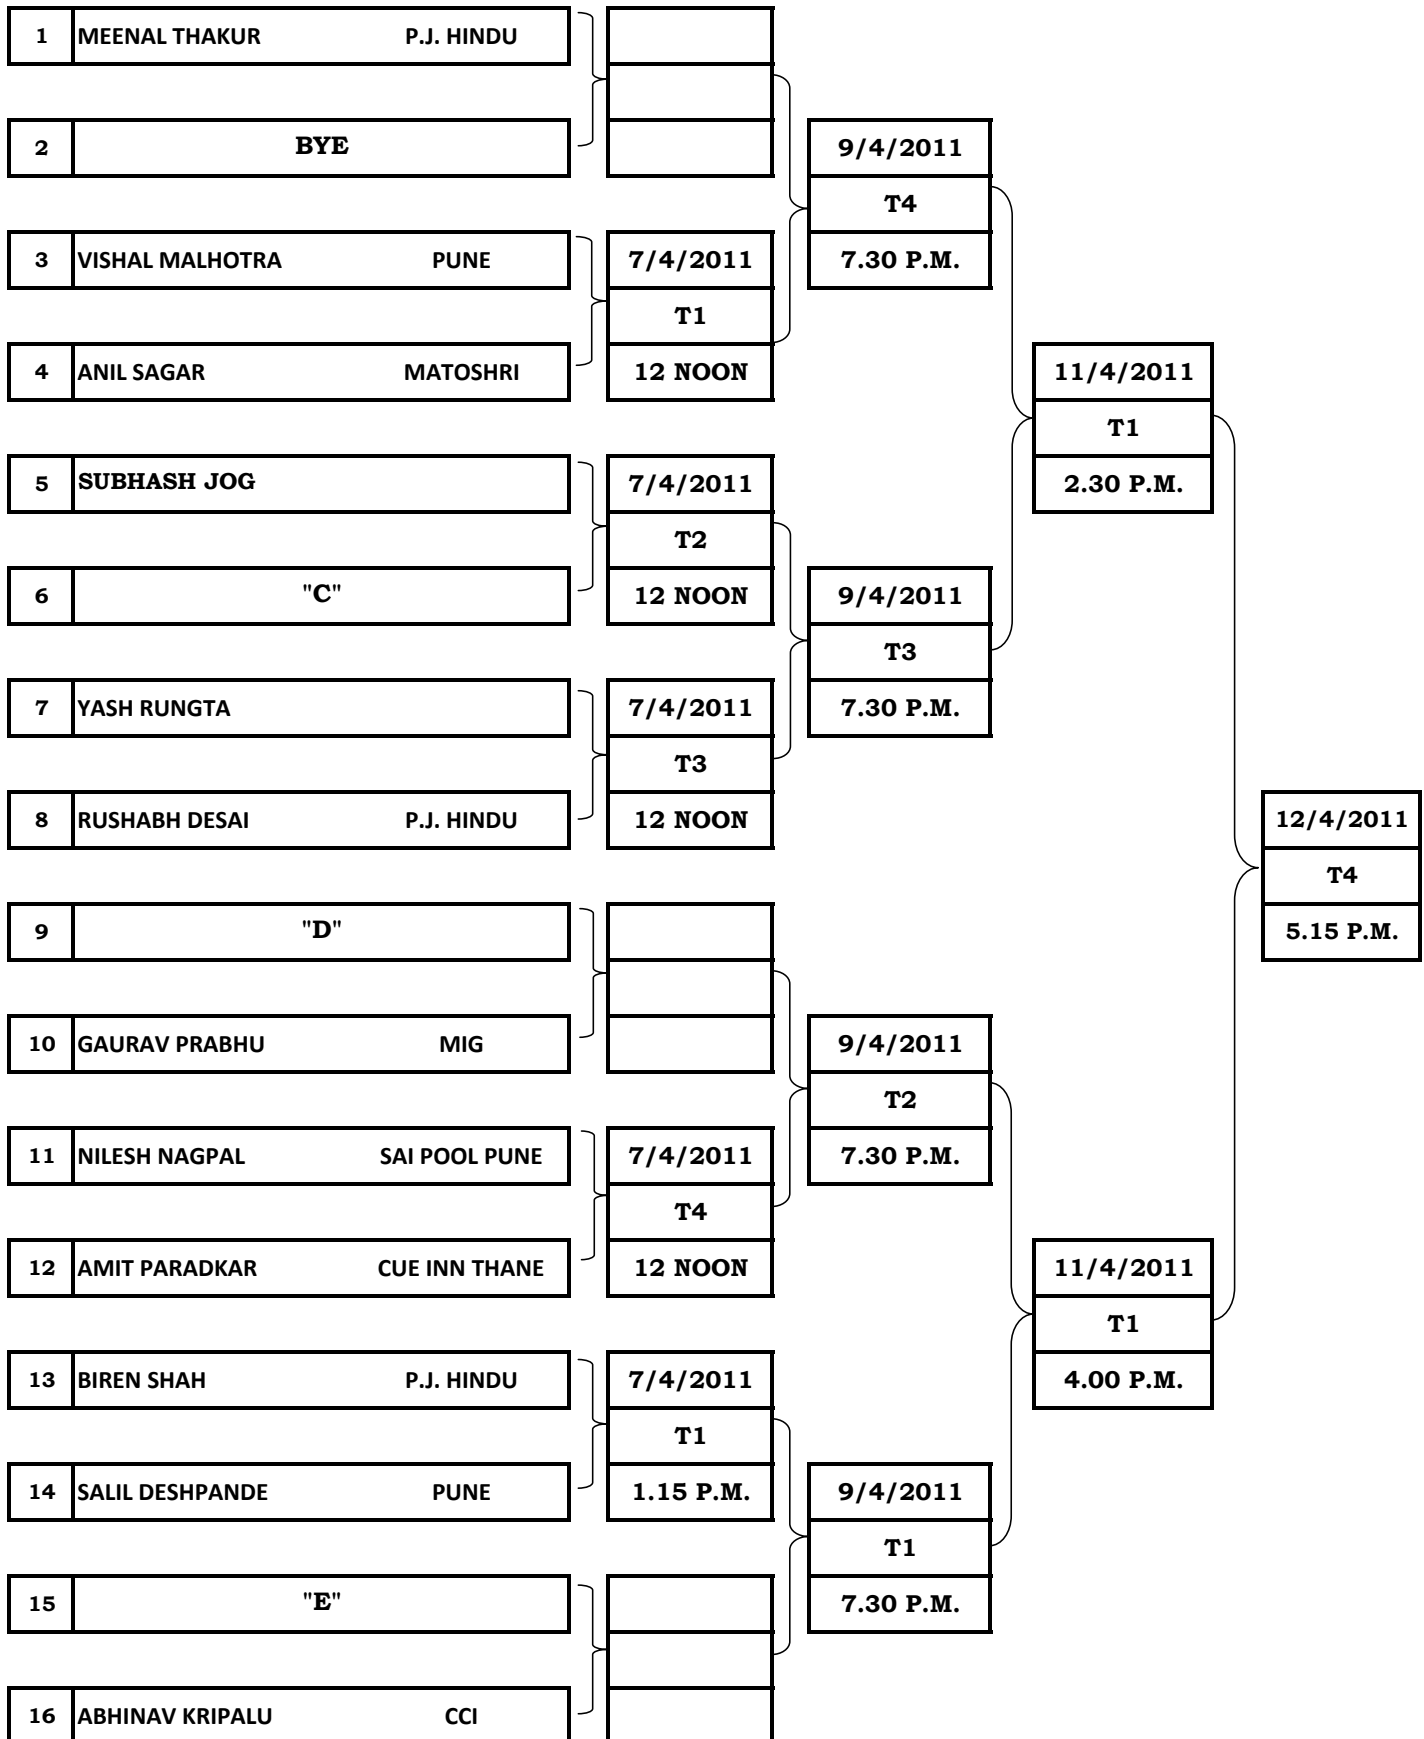 1 MEENAL THAKUR P.J. HINDU
2 BYE 9/4/2011
T4
3 VISHAL MALHOTRA PUNE 7/4/2011 7.30 P.M.
T1
4 ANIL SAGAR MATOSHRI 12 NOON 11/4/2011
T1
5 SUBHASH JOG 7/4/2011 2.30 P.M.
T2
6 "C" 12 NOON 9/4/2011
T3
7 YASH RUNGTA 7/4/2011 7.30 P.M.
T3
8 RUSHABH DESAI P.J. HINDU 12 NOON 12/4/2011
T4
9 "D" 5.15 P.M.
10 GAURAV PRABHU MIG 9/4/2011
T2
11 NILESH NAGPAL SAI POOL PUNE 7/4/2011 7.30 P.M.
T4
12 AMIT PARADKAR CUE INN THANE 12 NOON 11/4/2011
T1
13 BIREN SHAH P.J. HINDU 7/4/2011 4.00 P.M.
T1
14 SALIL DESHPANDE PUNE 1.15 P.M. 9/4/2011
T1
15 "E" 7.30 P.M.
16 ABHINAV KRIPALU CCI